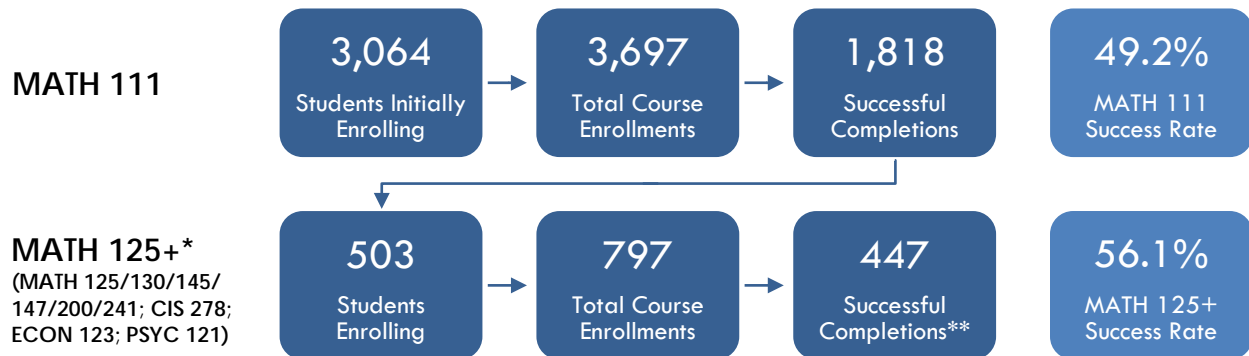 MATH 111
3,064
Students Initially
Enrolling
3,697
Total Course
Enrollments
1,818
Successful
Completions
49.2%
MATH 111
Success Rate
MATH 125+*
(MATH 125/130/145/
147/200/241; CIS 278;
ECON 123; PSYC 121)
503
Students
Enrolling
797
Total Course
Enrollments
447
Successful
Completions**
56.1%
MATH 125+
Success Rate